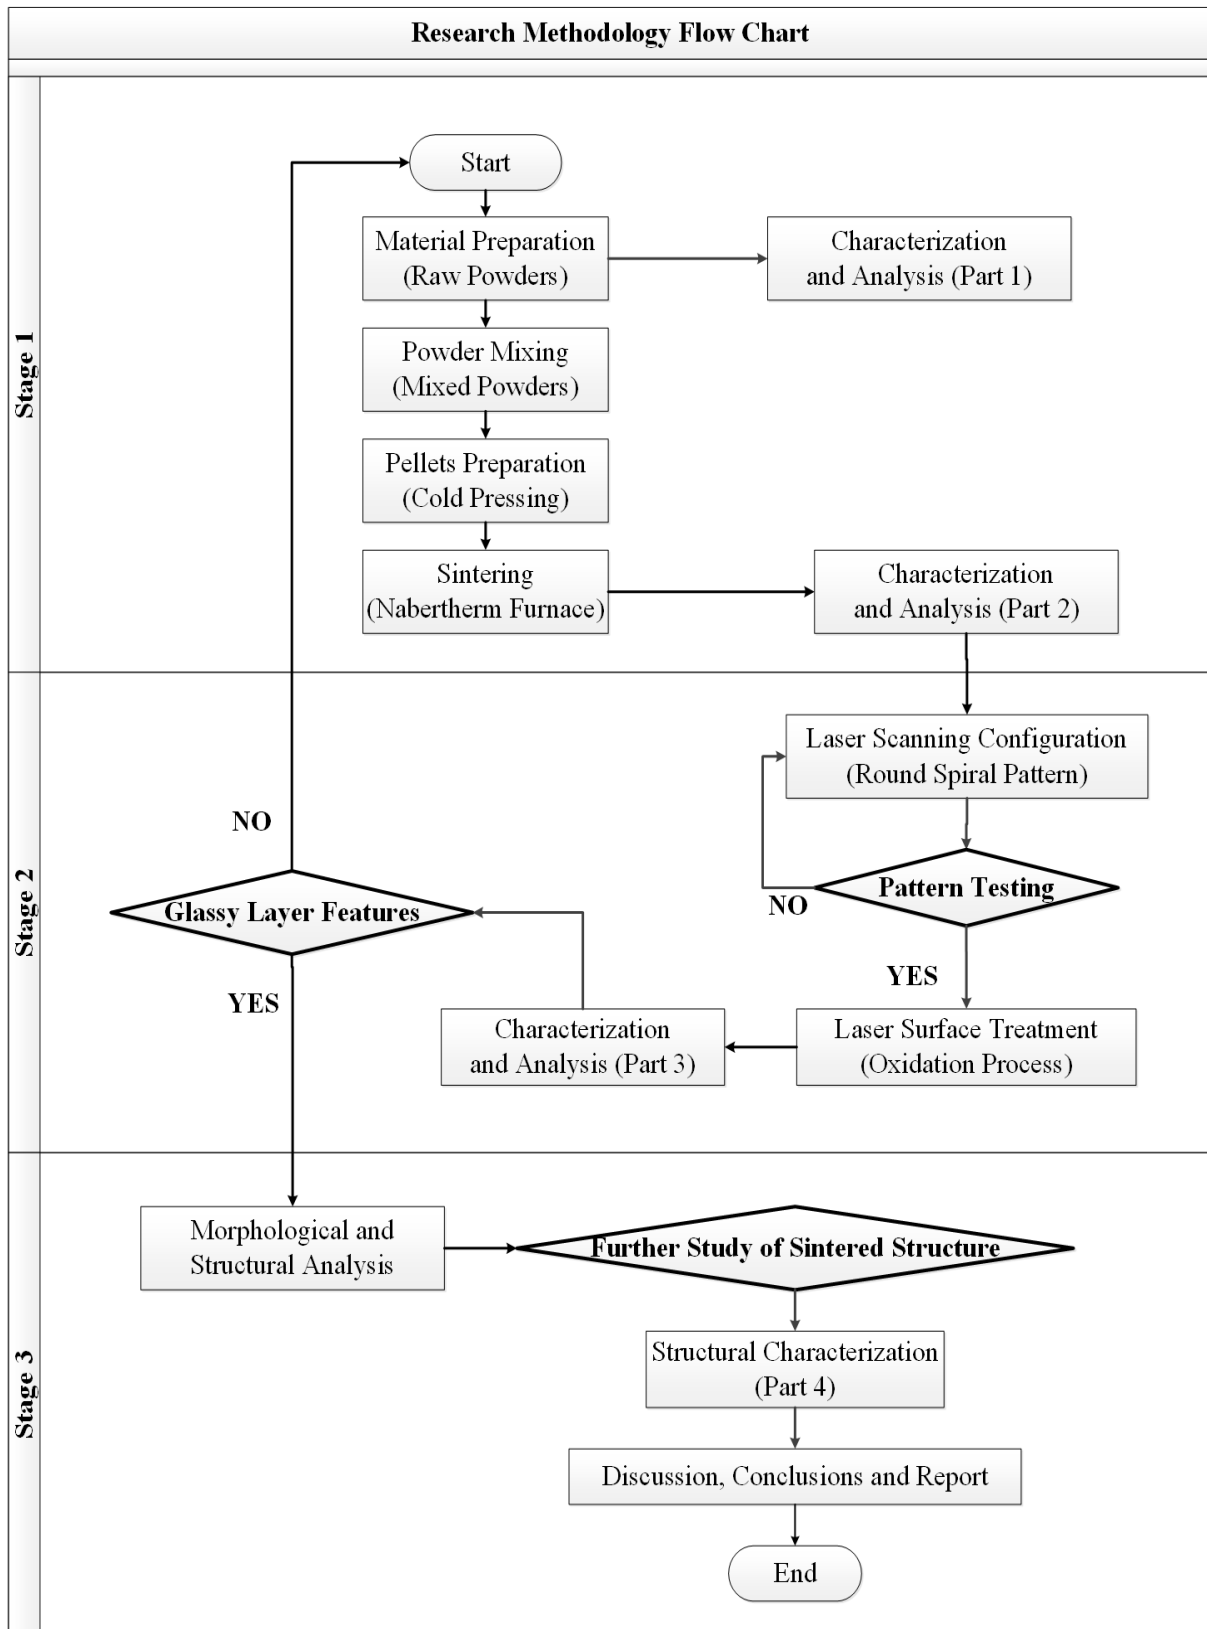 Research Methodology Flow Chart
Stage 1
Start
Material Preparation
(Raw Powders)
Characterization
and Analysis (Part 1)
Powder Mixing
(Mixed Powders)
Pellets Preparation
(Cold Pressing)
Sintering
(Nabertherm Furnace)
Characterization
and Analysis (Part 2)
Stage 2
Laser Scanning Configuration
(Round Spiral Pattern)
NO
Pattern Testing
NO
Glassy Layer Features
YES
YES
Laser Surface Treatment
(Oxidation Process)
Characterization
and Analysis (Part 3)
Stage 3
Morphological and
Structural Analysis
Further Study of Sintered Structure
Structural Characterization
(Part 4)
Discussion, Conclusions and Report
End